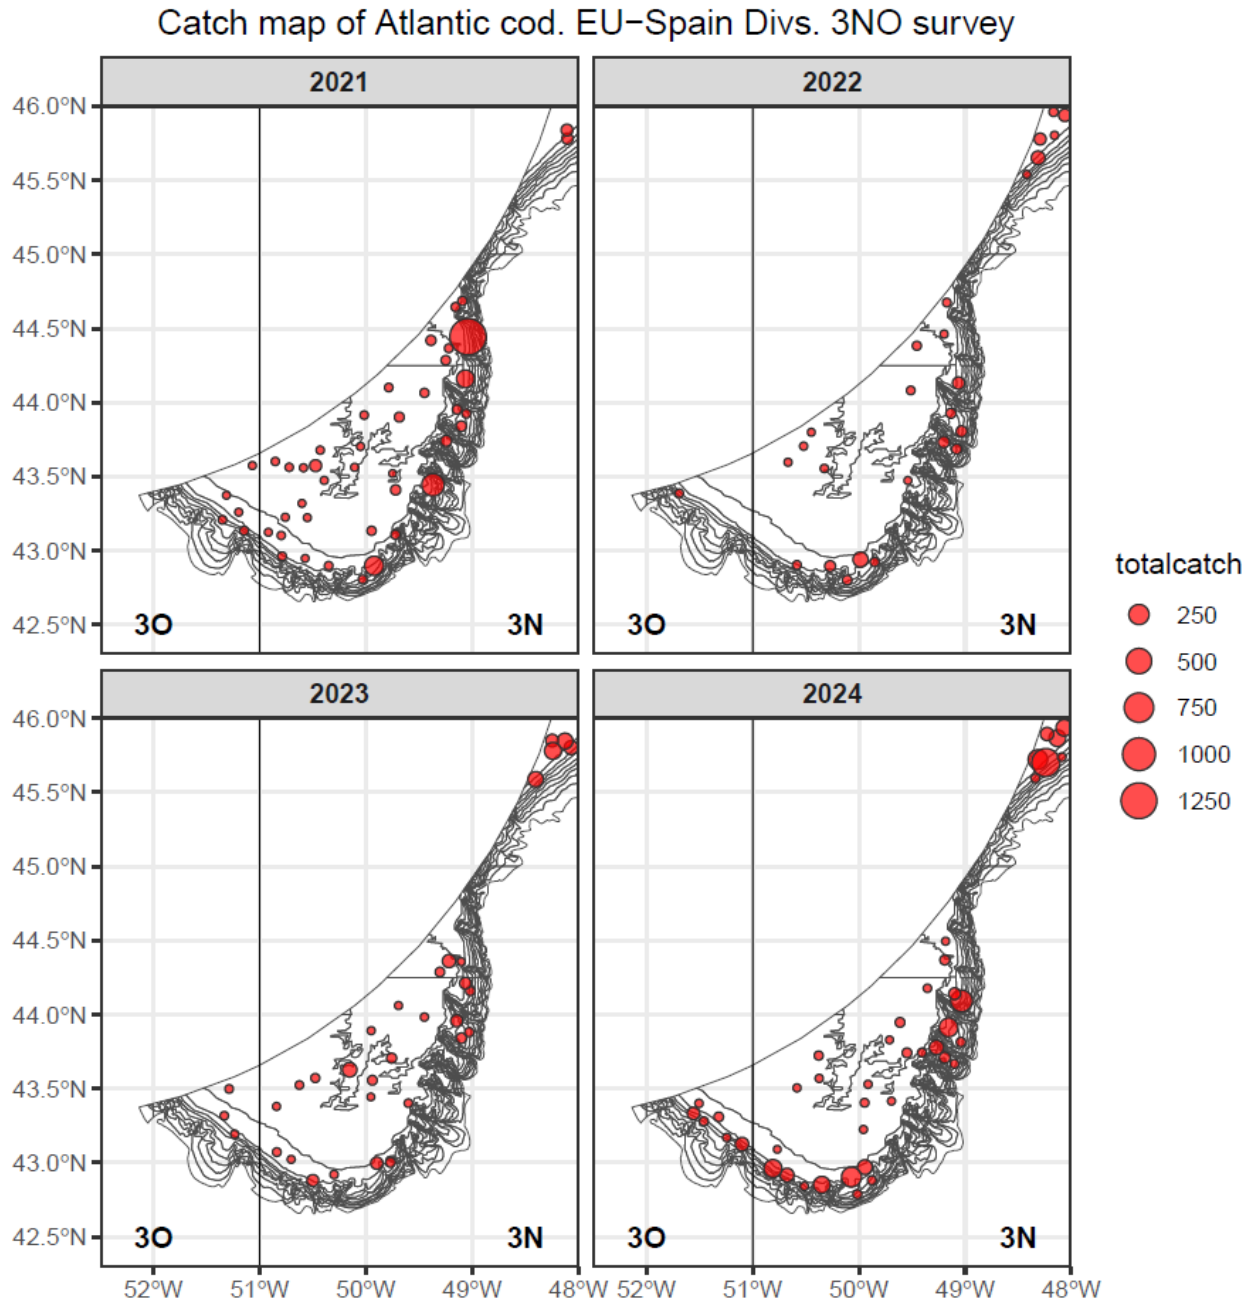 Catch map of Atlantic cod. EU−Spain Divs. 3NO survey
2021
2022
46.0°N
45.5°N
45.0°N
44.5°N
44.0°N
43.5°N
43.0°N
42.5°N
3O
3N
3O
3N
totalcatch
250
500
750
1000
1250
2023
2024
46.0°N
45.5°N
45.0°N
44.5°N
44.0°N
43.5°N
43.0°N
42.5°N
3O
3N
3O
3N
52°W 51°W 50°W 49°W 48°W 52°W 51°W 50°W 49°W 48°W